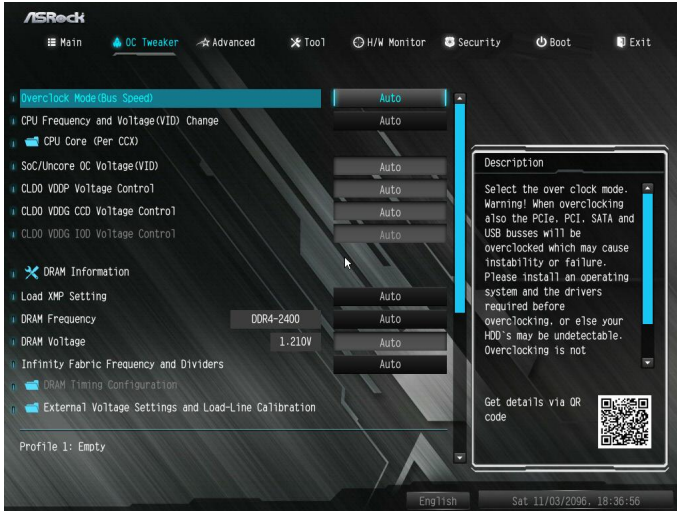 ASRock
Main OC Tweaker Advanced Tool H/W Monitor Security Boot Exit
Overclock Mode(Bus Speed) Auto
CPU Frequency and Voltage(VID) Change Auto
CPU Core (Per CCX)
SoC/Uncore OC Voltage(VID) Auto
CLDO VDDP Voltage Control Auto
CLDO VDDG CCD Voltage Control Auto
CLDO VDDG IOD Voltage Control Auto
DRAM Information
Load XMP Setting Auto
DRAM Frequency DDR4-2400 Auto
DRAM Voltage 1.210V Auto
Infinity Fabric Frequency and Dividers Auto
DRAM Timing Configuration
External Voltage Settings and Load-Line Calibration
Profile 1: Empty
Description
Select the over clock mode.
Warning! When overclocking
also the PCIe, PCI, SATA and
USB busses will be
overclocked which may cause
instability or failure.
Please install an operating
system and the drivers
required before
overclocking, or else your
HDD`s may be undetectable.
Overclocking is not
Get details via QR
code
English Sat 11/03/2096, 18:36:56